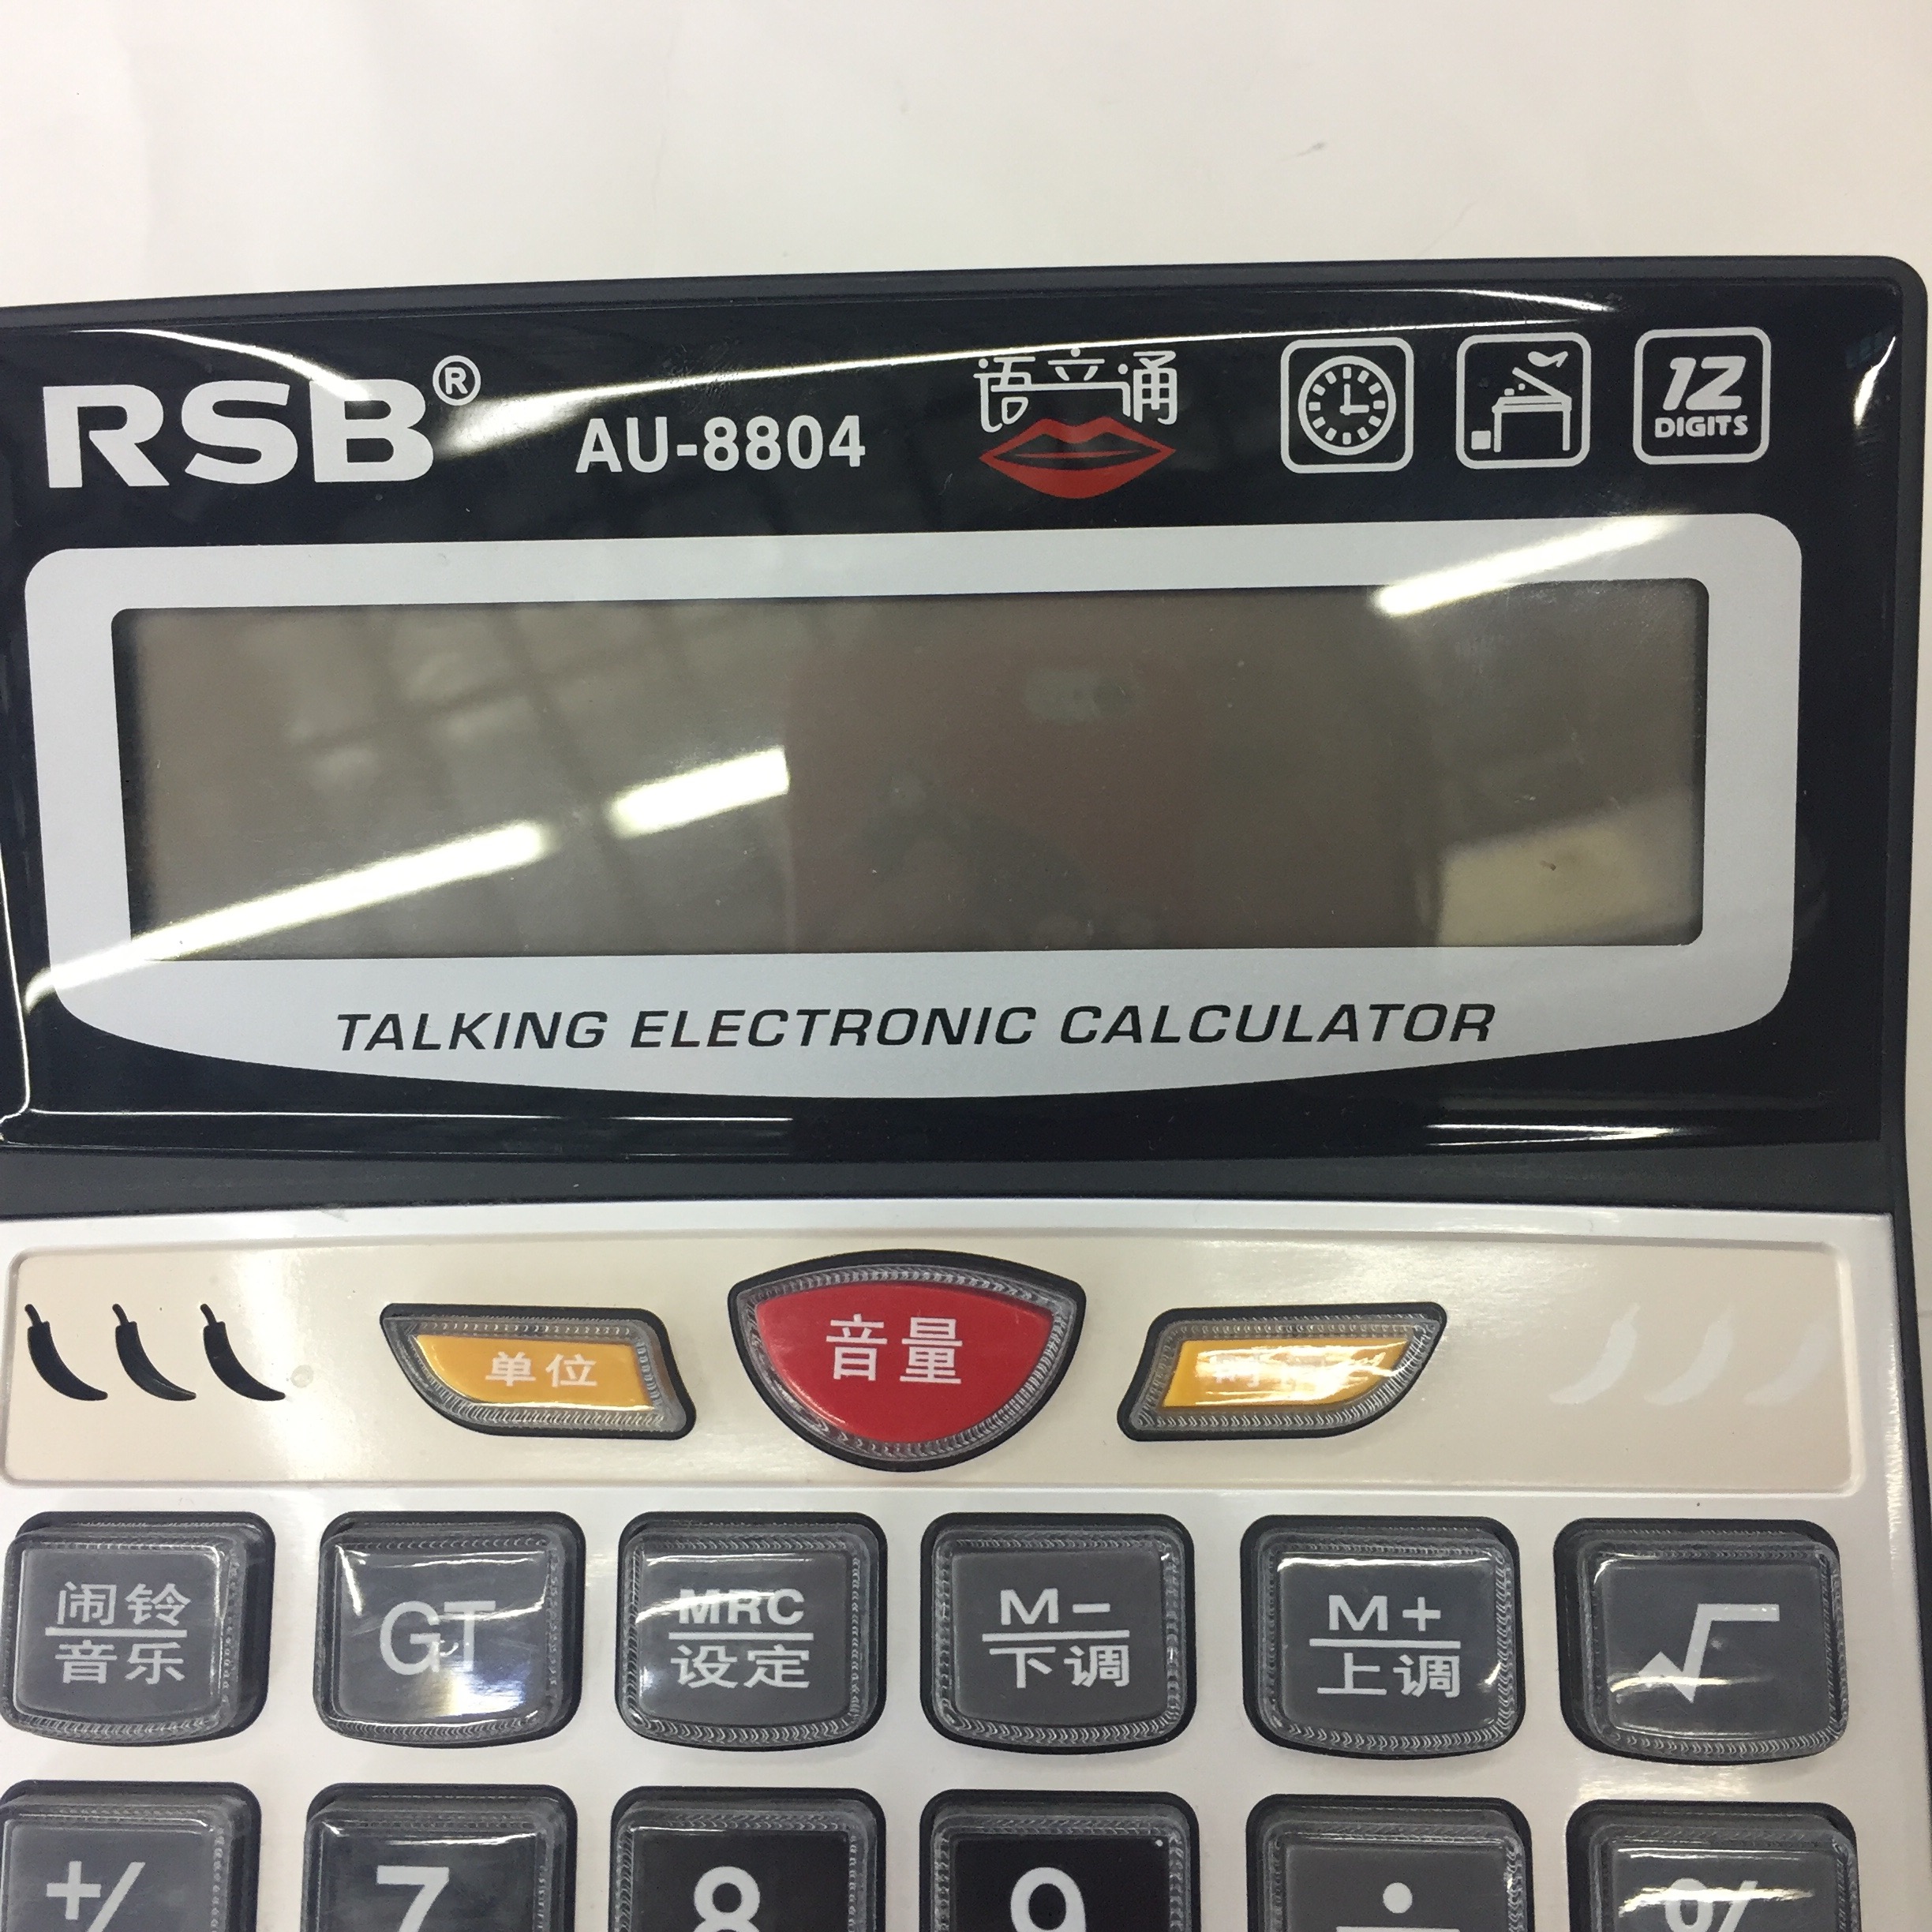 RSB® AU-8804 语音通 12
DIGITS
TALKING ELECTRONIC CALCULATOR
单位 音量
闹铃 GT MRC M− M+ √
音乐 设定 下调 上调
+/ 7 8 9 ÷ %